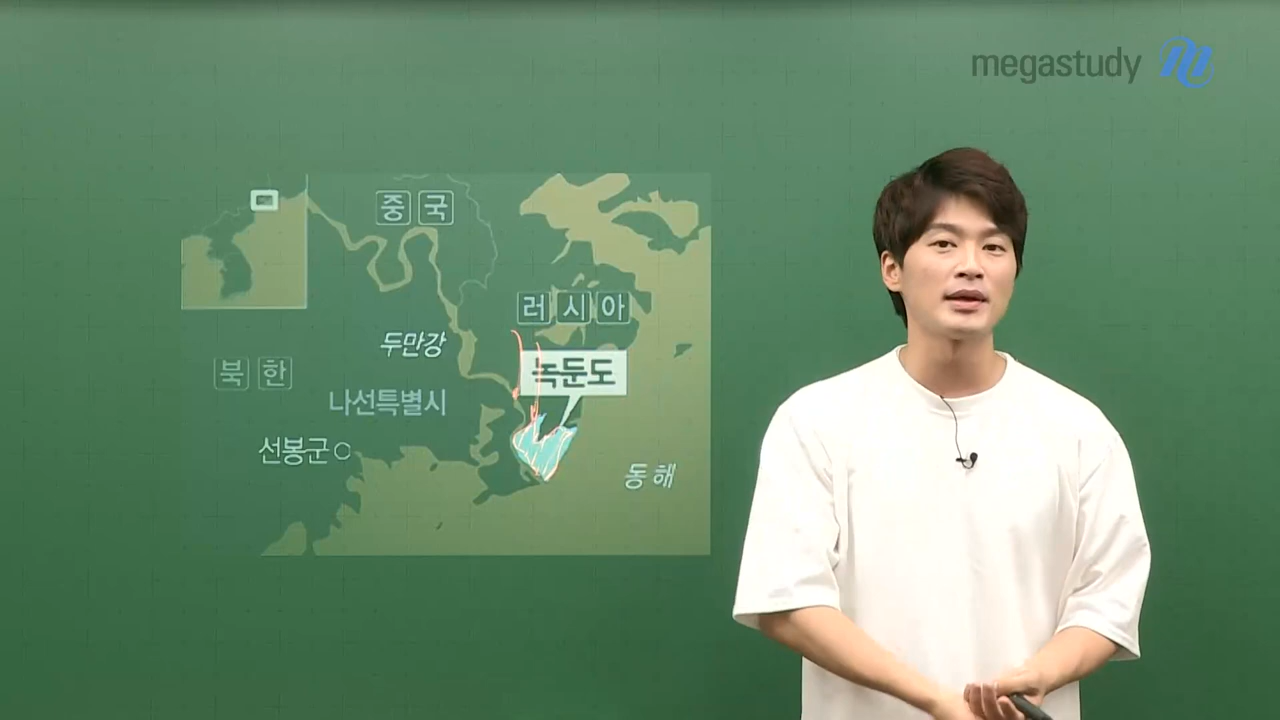 megastudy
중국
러시아
두만강
녹둔도
북한
나선특별시
선봉군
동해